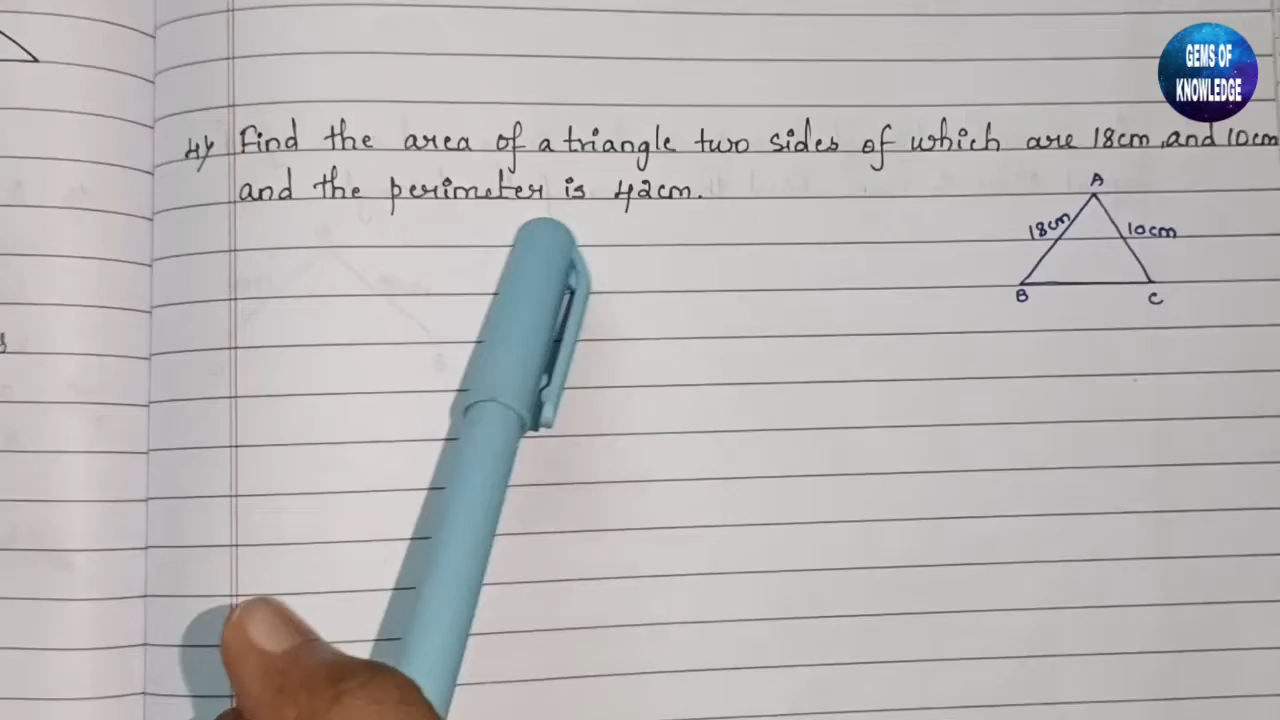 GEMS OF
KNOWLEDGE
4) Find the area of a triangle two sides of which are 18cm and 10cm
and the perimeter is 42cm.
A
18cm
10cm
B
C